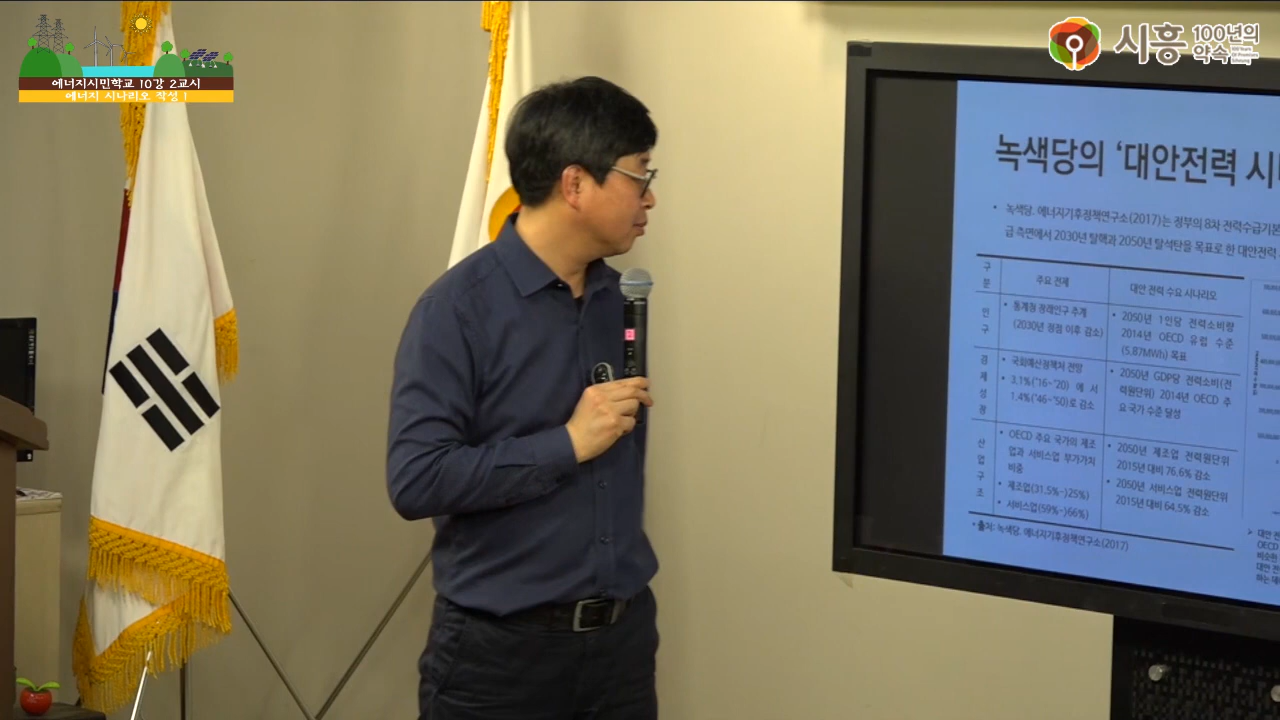 에너지시민학교 10강 2교시
에너지 시나리오 작성 !
시흥 100년의 약속
녹색당의 '대안전력 시
• 녹색당. 에너지기후정책연구소(2017)는 정부의 8차 전력수급기본
급 측면에서 2030년 탈핵과 2050년 탈석탄을 목표로 한 대안전력
구분 주요 전제 대안 전력 수요 시나리오
인구
• 통계청 장래인구 추계
(2030년 정점 이후 감소)
• 2050년 1인당 전력소비량
2014년 OECD 유럽 수준
(5.87MWh) 목표
경제성장
• 국회예산정책처 전망
• 3.1%('16~'20) 에서
1.4%('46~'50)로 감소
• 2050년 GDP당 전력소비(전
력원단위) 2014년 OECD 주
요 국가 수준 달성
산업구조
• OECD 주요 국가의 제조
업과 서비스업 부가가치
비중
• 제조업(31.5%~)25%)
• 서비스업(59%~)66%)
• 2050년 제조업 전력원단위
2015년 대비 76.6% 감소
• 2050년 서비스업 전력원단위
2015년 대비 64.5% 감소
• 출처: 녹색당. 에너지기후정책연구소(2017)
> 대안 전
OECD
대안 전